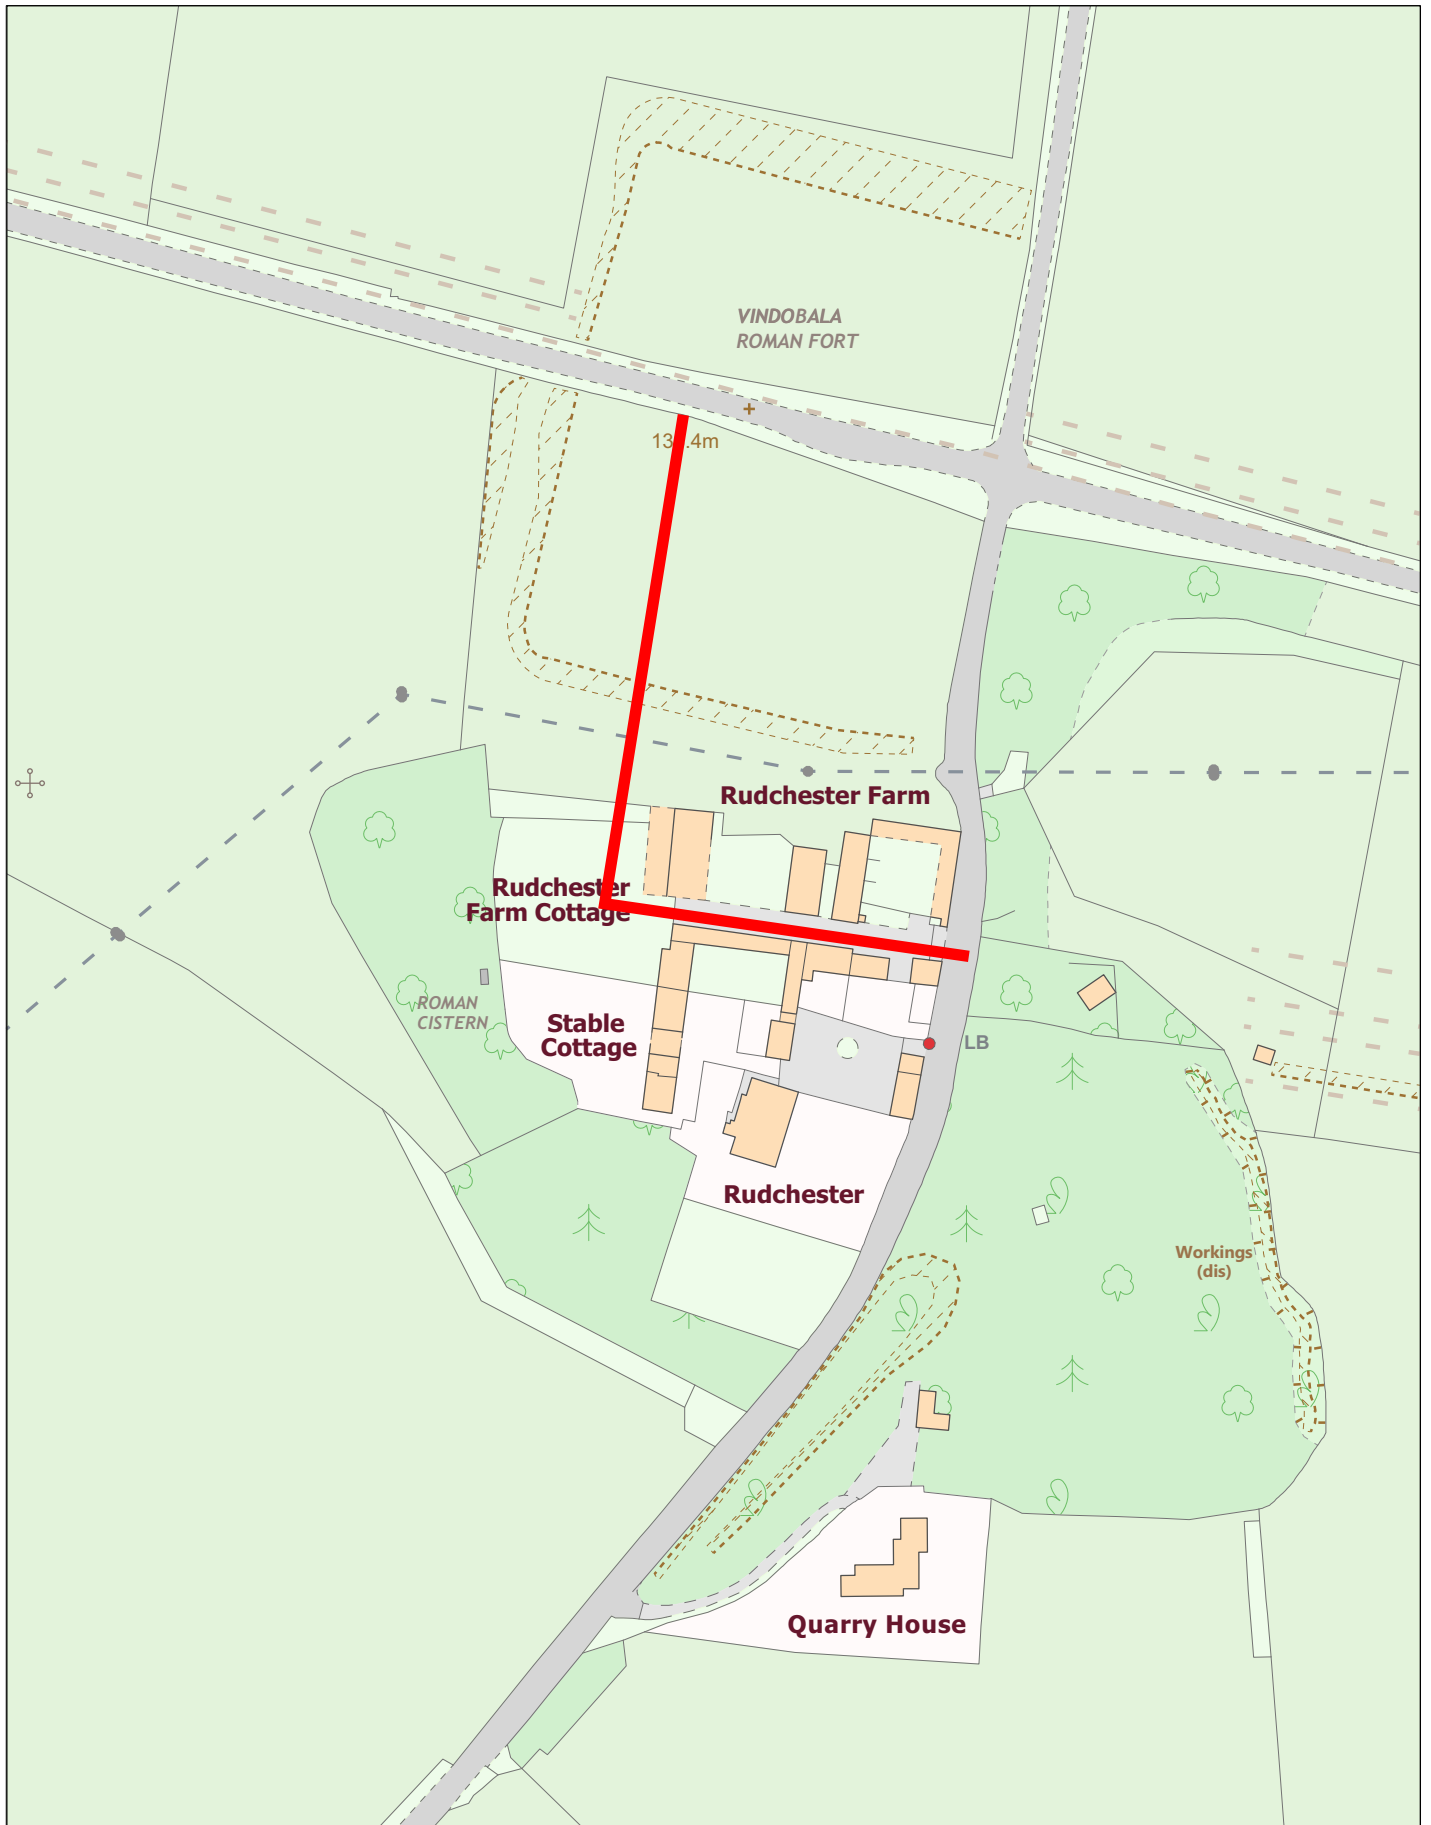 VINDOBALA
ROMAN FORT
Rudchester Farm
Rudchester
Farm Cottage
ROMAN
CISTERN
Stable
Cottage
LB
Rudchester
Workings
(dis)
Quarry House